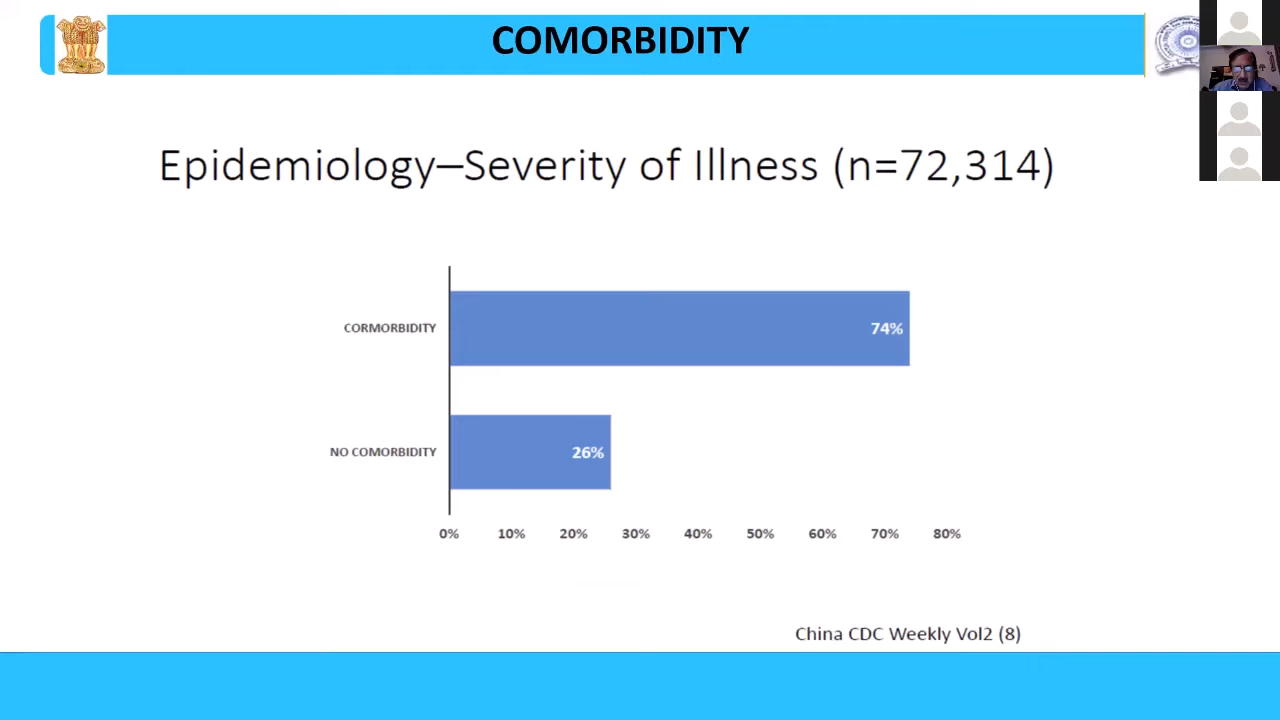 COMORBIDITY
Epidemiology–Severity of Illness (n=72,314)
CORMORBIDITY
74%
NO COMORBIDITY
26%
0% 10% 20% 30% 40% 50% 60% 70% 80%
China CDC Weekly Vol2 (8)